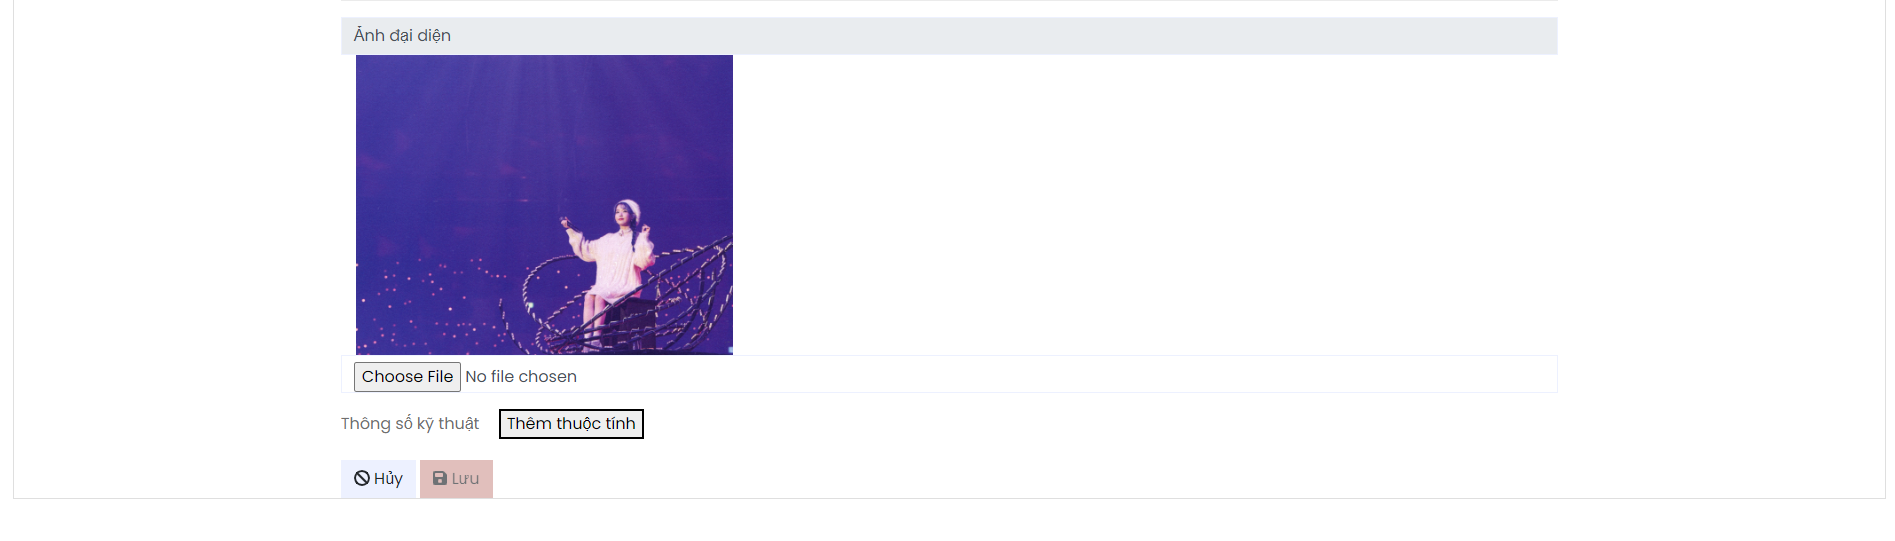 Ảnh đại diện
Choose File No file chosen
Thông số kỹ thuật Thêm thuộc tính
Hủy Lưu